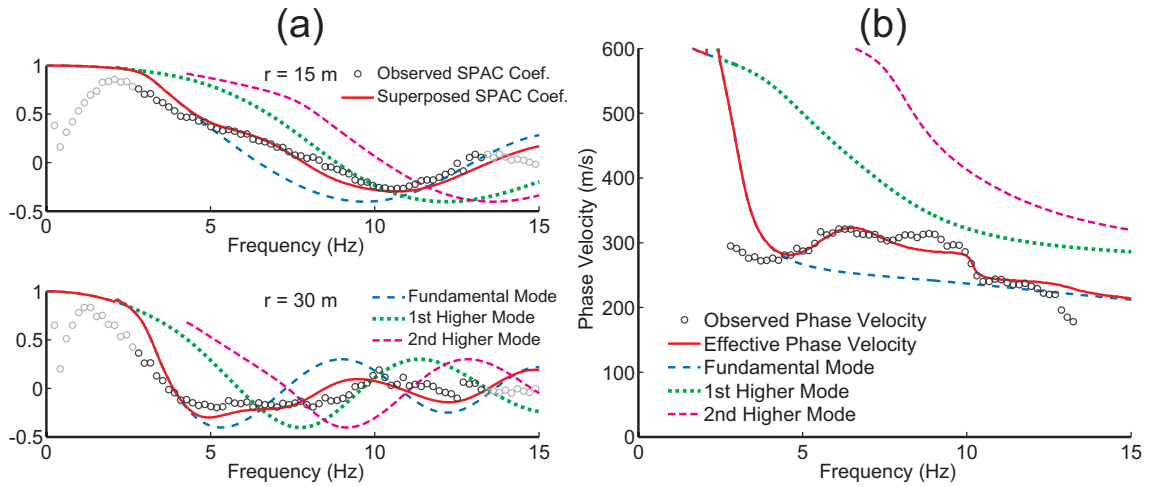 (a)
1
0.5
0
-0.5
0
5
10
15
Frequency (Hz)
r = 15 m
Observed SPAC Coef.
Superposed SPAC Coef.
1
0.5
0
-0.5
0
5
10
15
Frequency (Hz)
r = 30 m
Fundamental Mode
1st Higher Mode
2nd Higher Mode
(b)
Phase Velocity (m/s)
600
500
400
300
200
100
0
0
5
10
15
Frequency (Hz)
Observed Phase Velocity
Effective Phase Velocity
Fundamental Mode
1st Higher Mode
2nd Higher Mode